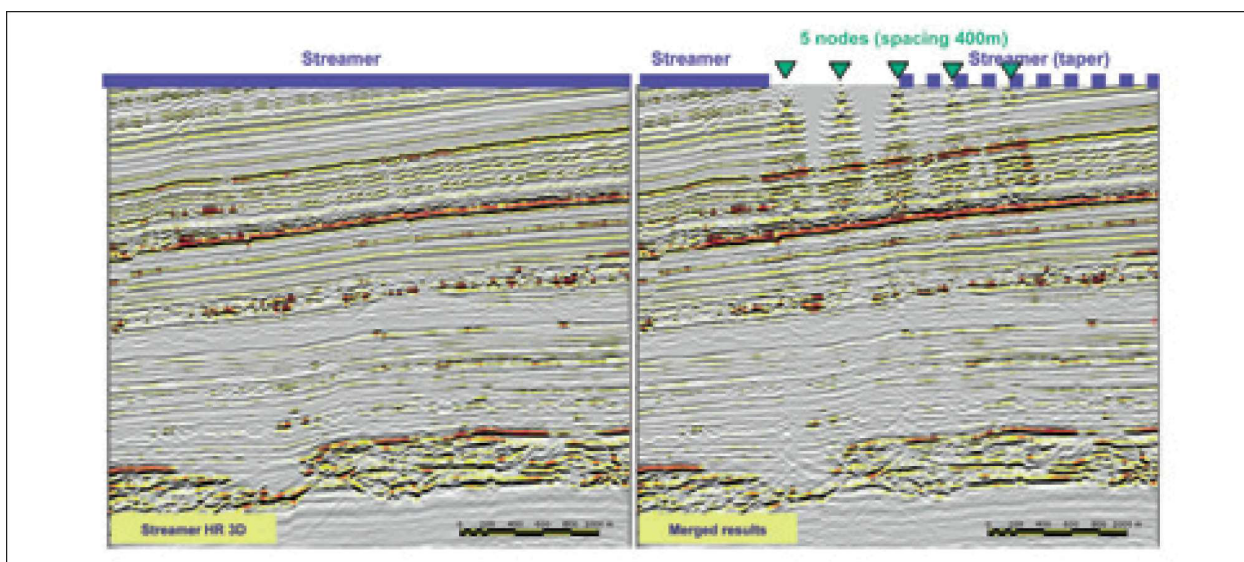 5 nodes (spacing 400m)
Streamer
Streamer
Streamer (taper)
Streamer HR 3D
Merged results